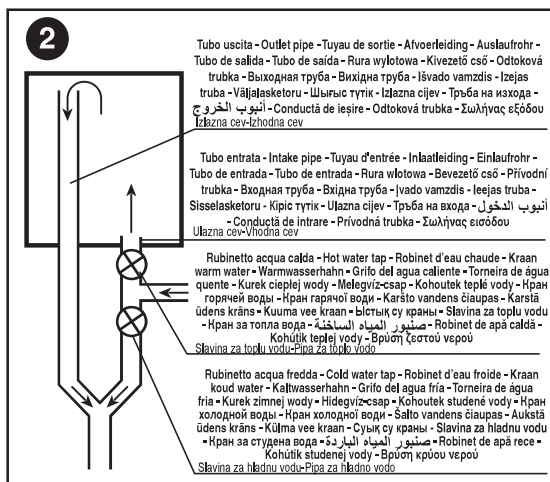 2
Tubo uscita - Outlet pipe - Tuyau de sortie - Afvoerleiding - Auslaufrohr -
Tubo de salida - Tubo de saída - Rura wylotowa - Kivezető cső - Odtoková
trubka - Выходная труба - Вихідна труба - Išvado vamzdis - Izejas
truba - Väljalasketoru - Шығыс түтік - Izlazna cijev - Тръба на изхода -
أنبوب الخروج - Conductă de ieşire - Odtoková trubka - Σωλήνας εξόδου
Izlazna cev-Izhodna cev
Tubo entrata - Intake pipe - Tuyau d'entrée - Inlaatleiding - Einlaufrohr -
Tubo de entrada - Tubo de entrada - Rura wlotowa - Bevezető cső - Přívodní
trubka - Входная труба - Вхідна труба - Įvado vamzdis - Ieejas truba -
Sisselasketoru - Кіріс түтік - Ulazna cijev - Тръба на входа - أنبوب الدخول
- Conductă de intrare - Prívodná trubka - Σωλήνας εισόδου
Ulazna cev-Vhodna cev
Rubinetto acqua calda - Hot water tap - Robinet d'eau chaude - Kraan
warm water - Warmwasserhahn - Grifo del agua caliente - Torneira de água
quente - Kurek ciepłej wody - Melegvíz-csap - Kohoutek teplé vody - Кран
горячей воды - Кран гарячої води - Karšto vandens čiaupas - Karstā
ūdens krāns - Kuuma vee kraan - Ыстық су краны - Slavina za toplu vodu
- Кран за топла вода - صنبور المياه الساخنة - Robinet de apă caldă -
Kohútik teplej vody - Βρύση ζεστού νερού
Slavina za toplu vodu-Pipa za toplo vodo
Rubinetto acqua fredda - Cold water tap - Robinet d'eau froide - Kraan
koud water - Kaltwasserhahn - Grifo del agua fría - Torneira de água
fria - Kurek zimnej wody - Hidegvíz-csap - Kohoutek studené vody - Кран
холодной воды - Кран холодної води - Šalto vandens čiaupas - Aukstā
ūdens krāns - Külma vee kraan - Суық су краны - Slavina za hladnu vodu
- Кран за студена вода - صنبور المياه الباردة - Robinet de apă rece -
Kohútik studenej vody - Βρύση κρύου νερού
Slavina za hladnu vodu-Pipa za hladno vodo